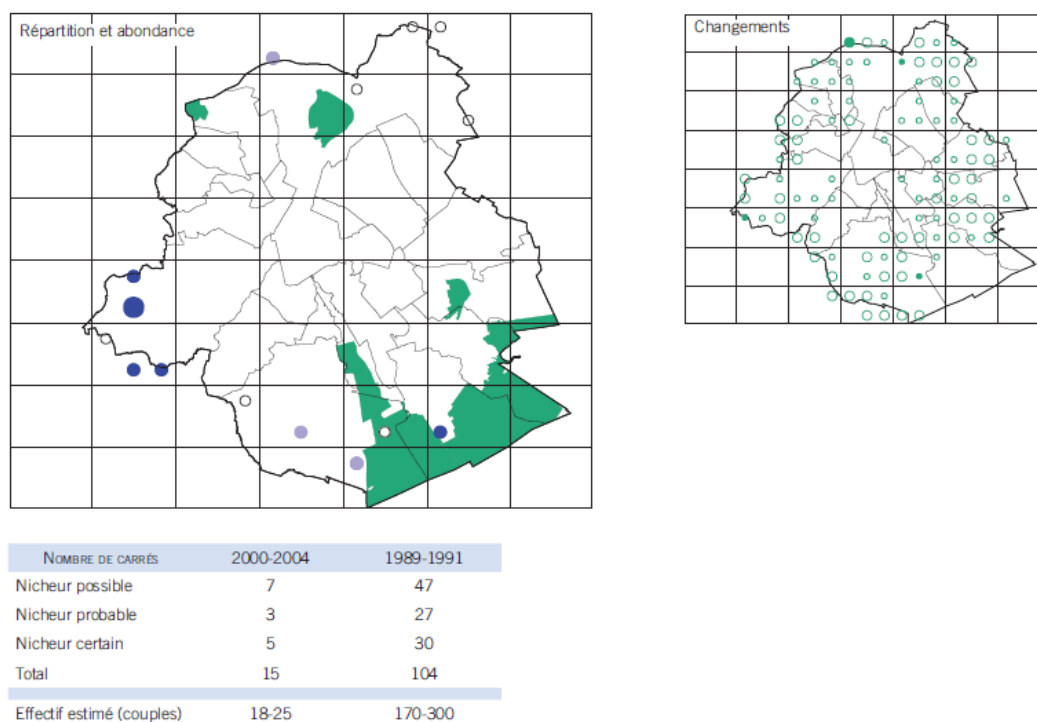 Répartition et abondance
Changements
NOMBRE DE CARRÉS 2000-2004 1989-1991
Nicheur possible 7 47
Nicheur probable 3 27
Nicheur certain 5 30
Total 15 104
Effectif estimé (couples) 18-25 170-300